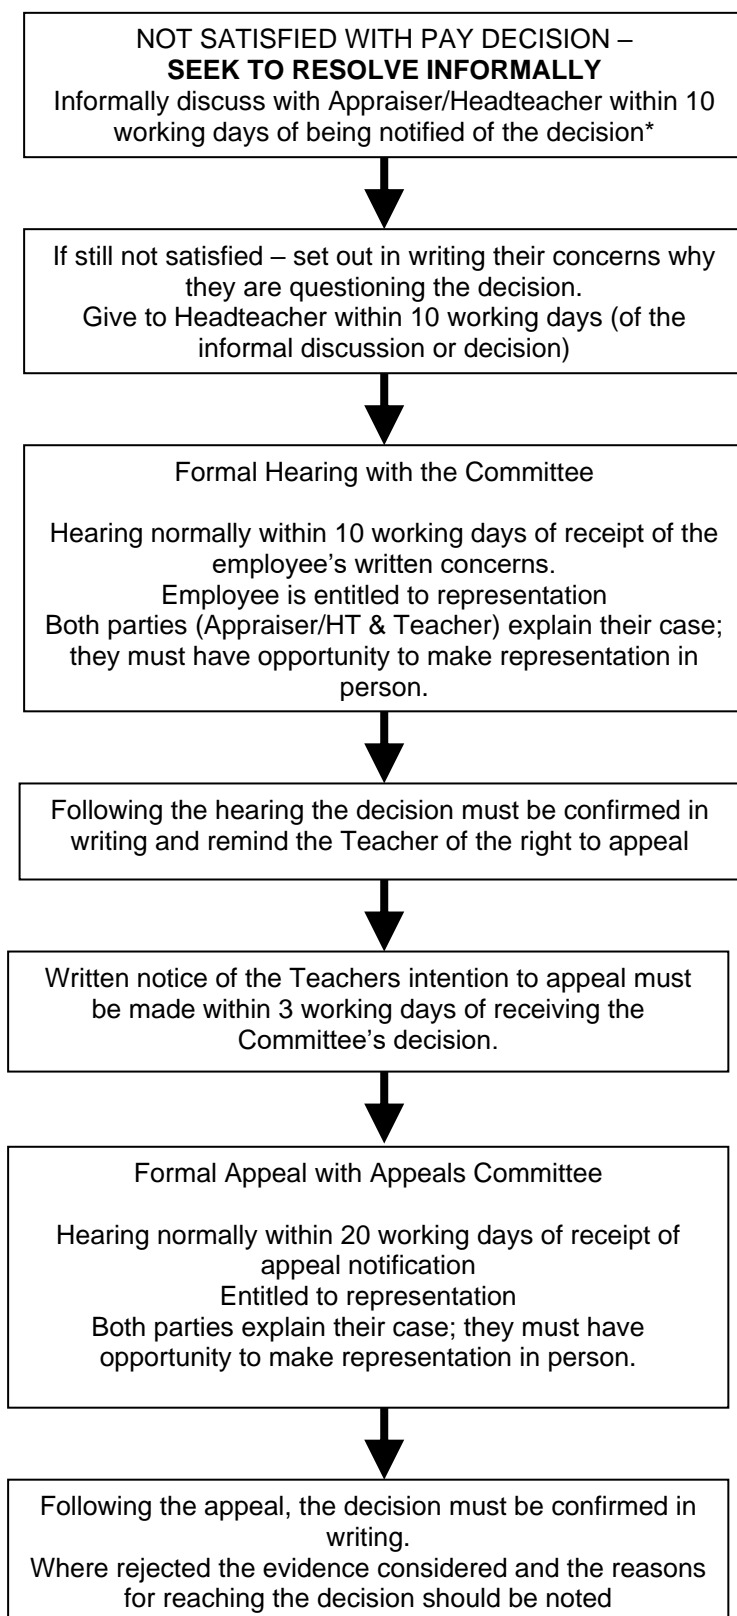 NOT SATISFIED WITH PAY DECISION –
SEEK TO RESOLVE INFORMALLY
Informally discuss with Appraiser/Headteacher within 10
working days of being notified of the decision*
If still not satisfied – set out in writing their concerns why
they are questioning the decision.
Give to Headteacher within 10 working days (of the
informal discussion or decision)
Formal Hearing with the Committee
Hearing normally within 10 working days of receipt of the
employee’s written concerns.
Employee is entitled to representation
Both parties (Appraiser/HT & Teacher) explain their case;
they must have opportunity to make representation in
person.
Following the hearing the decision must be confirmed in
writing and remind the Teacher of the right to appeal
Written notice of the Teachers intention to appeal must
be made within 3 working days of receiving the
Committee’s decision.
Formal Appeal with Appeals Committee
Hearing normally within 20 working days of receipt of
appeal notification
Entitled to representation
Both parties explain their case; they must have
opportunity to make representation in person.
Following the appeal, the decision must be confirmed in
writing.
Where rejected the evidence considered and the reasons
for reaching the decision should be noted